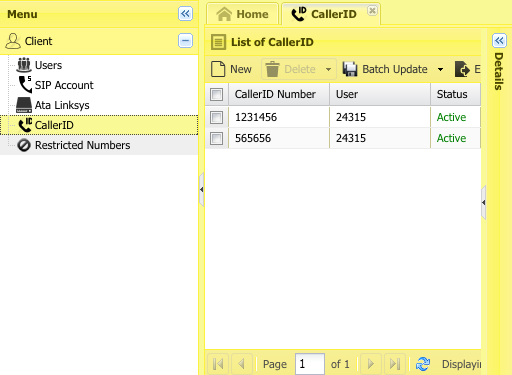 Menu
Client
Users
SIP Account
Ata Linksys
CallerID
Restricted Numbers
Home
CallerID
List of CallerID
New Delete Batch Update E
CallerID Number User Status
1231456 24315 Active
565656 24315 Active
Page 1 of 1 Displayi
Details